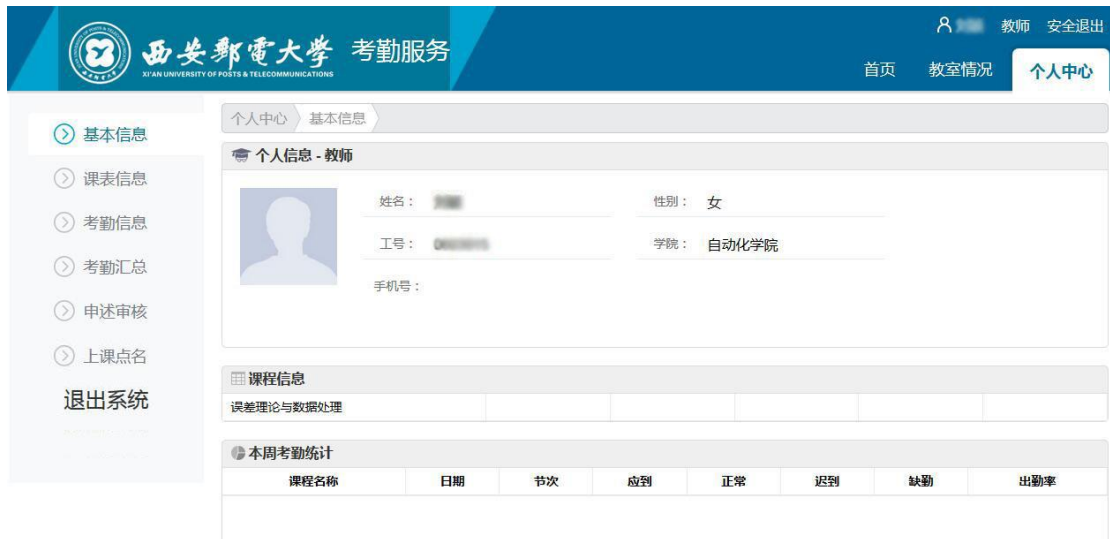 教师 安全退出
西安郵電大学 考勤服务
XI'AN UNIVERSITY OF POSTS & TELECOMMUNICATIONS
首页 教室情况 个人中心
基本信息
课表信息
考勤信息
考勤汇总
申述审核
上课点名
退出系统
个人中心 基本信息
个人信息 - 教师
姓名： 性别： 女
工号： 学院： 自动化学院
手机号：
课程信息
误差理论与数据处理
本周考勤统计
课程名称 日期 节次 应到 正常 迟到 缺勤 出勤率